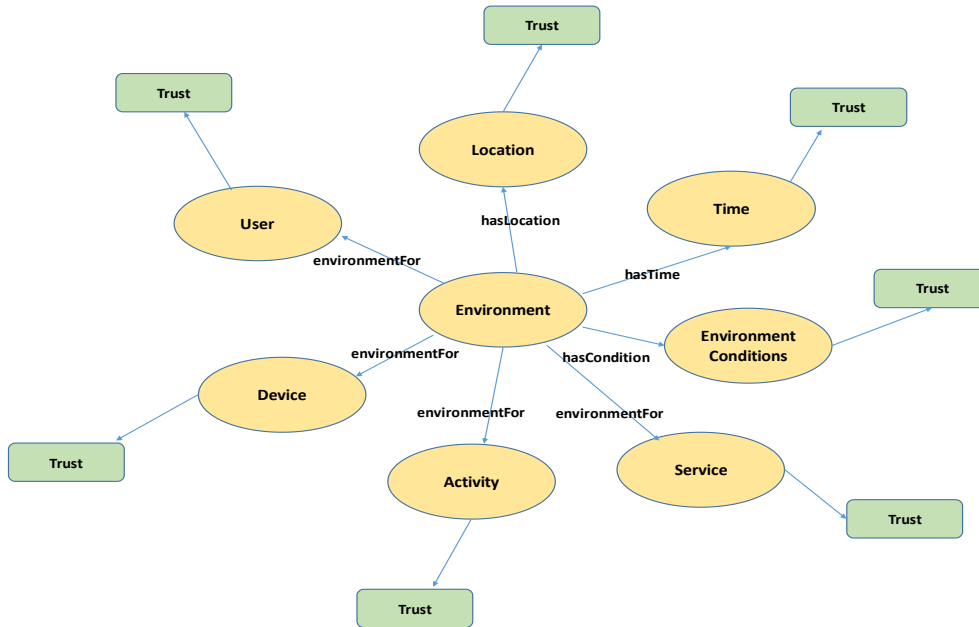 Trust
Trust
Trust
Location
Time
User
hasLocation
environmentFor
hasTime
Trust
Environment
Environment
Conditions
environmentFor
hasCondition
Device
environmentFor
environmentFor
Trust
Activity
Service
Trust
Trust